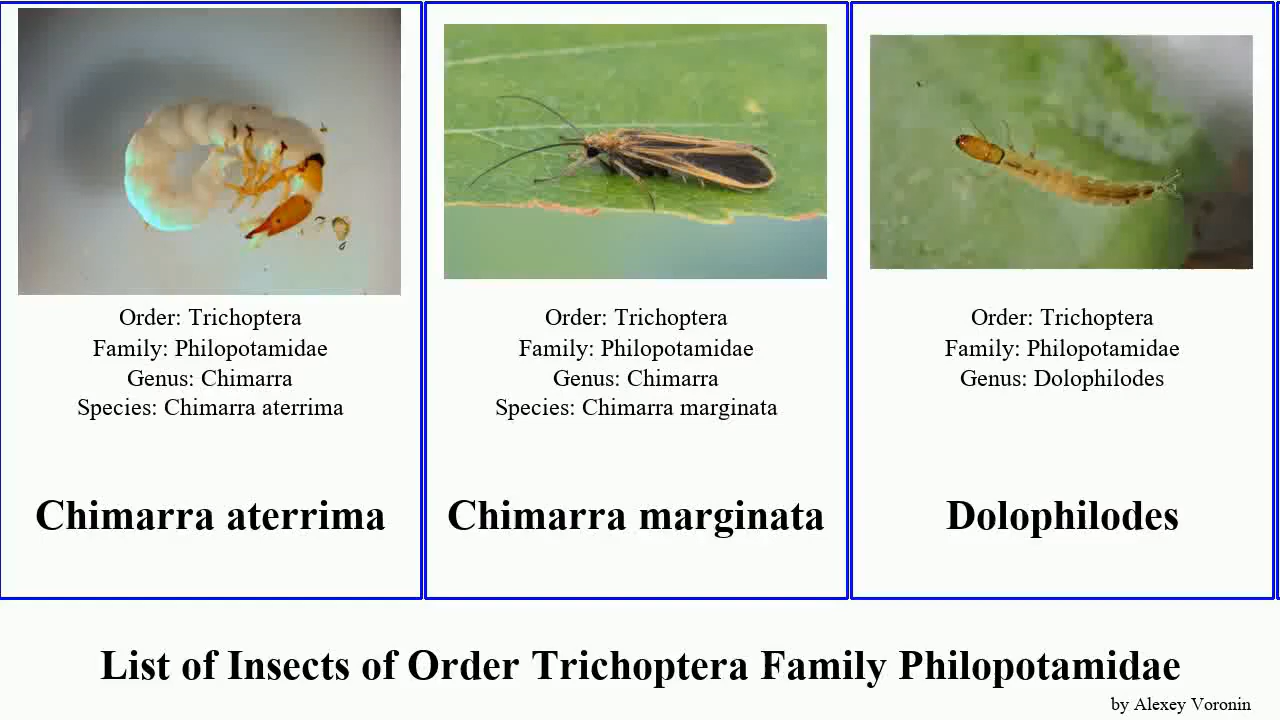 Order: Trichoptera
Family: Philopotamidae
Genus: Chimarra
Species: Chimarra aterrima
Chimarra aterrima
Order: Trichoptera
Family: Philopotamidae
Genus: Chimarra
Species: Chimarra marginata
Chimarra marginata
Order: Trichoptera
Family: Philopotamidae
Genus: Dolophilodes
Dolophilodes
List of Insects of Order Trichoptera Family Philopotamidae
by Alexey Voronin